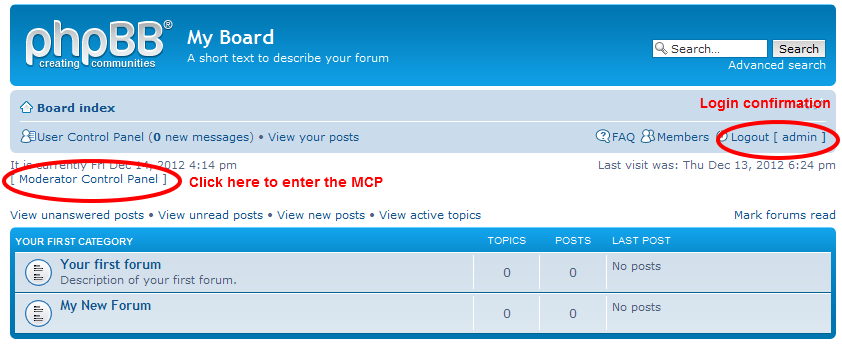 phpBB®
creating communities
My Board
A short text to describe your forum
Search...
Search
Advanced search
Login confirmation
Board index
User Control Panel (0 new messages) • View your posts
FAQ Members Logout [ admin ]
It is currently Fri Dec 14, 2012 4:14 pm
Last visit was: Thu Dec 13, 2012 6:24 pm
[ Moderator Control Panel ]
Click here to enter the MCP
View unanswered posts • View unread posts • View new posts • View active topics
Mark forums read
YOUR FIRST CATEGORY TOPICS POSTS LAST POST
Your first forum
Description of your first forum.
0 0 No posts
My New Forum
0 0 No posts